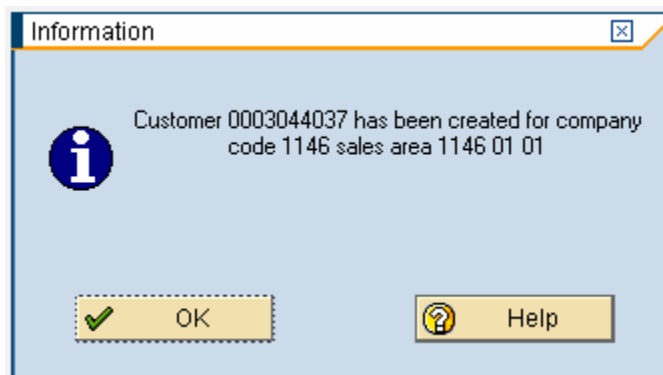 Information
Customer 0003044037 has been created for company
code 1146 sales area 1146 01 01
OK
Help